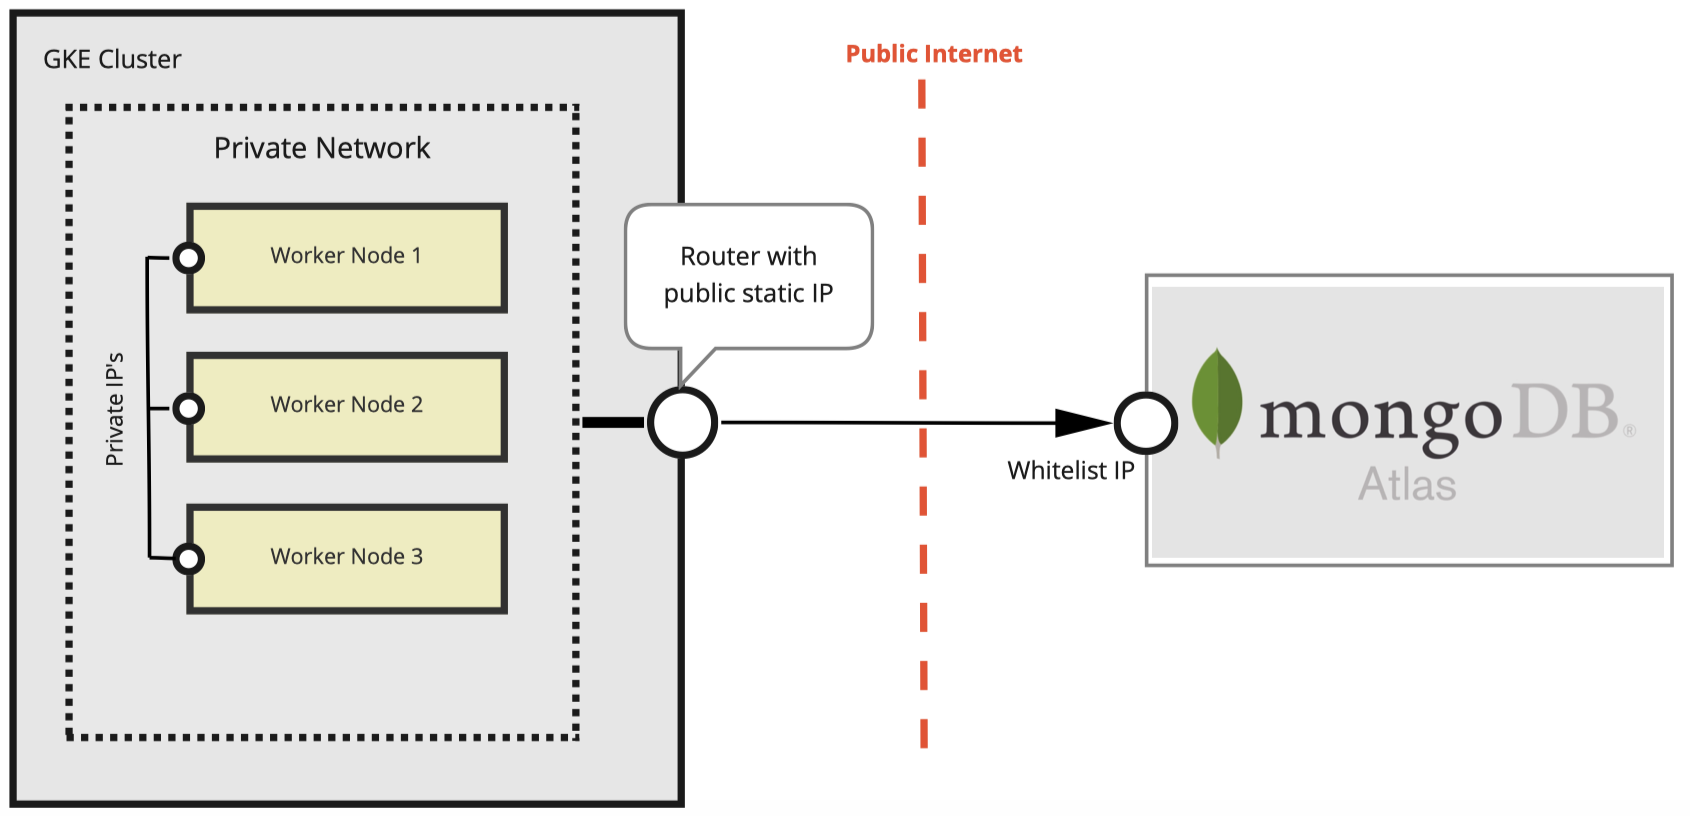 GKE Cluster
Public Internet
Private Network
Worker Node 1
Router with
public static IP
Private IP's
Worker Node 2
mongoDB®
Whitelist IP
Atlas
Worker Node 3